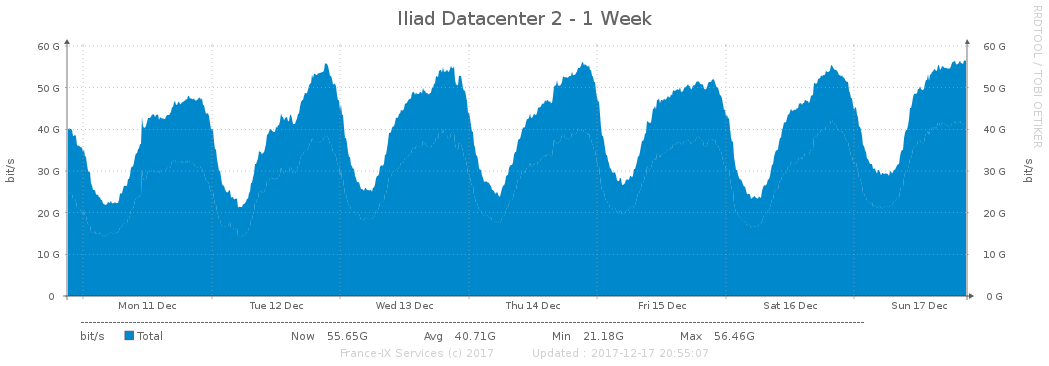 Iliad Datacenter 2 - 1 Week
RRDTOOL / TOBI OETIKER
bit/s
60 G
50 G
40 G
30 G
20 G
10 G
0
60 G
50 G
40 G
30 G
20 G
10 G
0 G
bit/s
Mon 11 Dec Tue 12 Dec Wed 13 Dec Thu 14 Dec Fri 15 Dec Sat 16 Dec Sun 17 Dec
bit/s Total Now 55.65G Avg 40.71G Min 21.18G Max 56.46G
France-IX Services (c) 2017 Updated : 2017-12-17 20:55:07